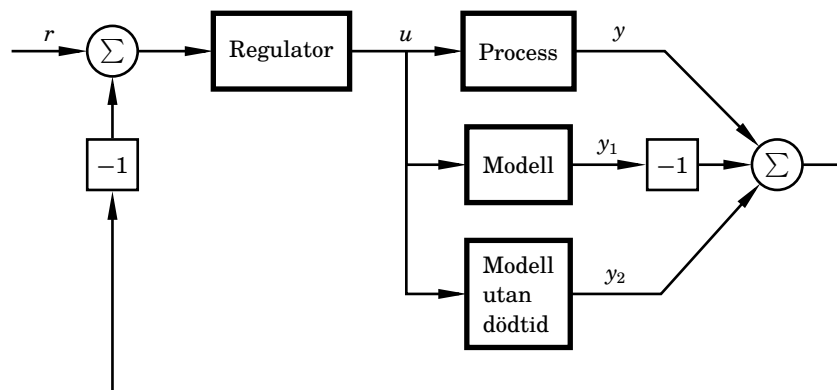 r
Σ
Regulator
u
Process
y
−1
Modell
y₁
−1
Σ
Modell
utan
dödtid
y₂